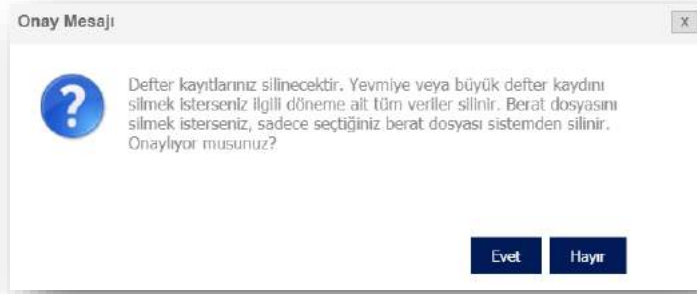 Onay Mesajı
x
Defter kayıtlarınız silinecektir. Yevmiye veya büyük defter kaydını
silmek isterseniz ilgili döneme ait tüm veriler silinir. Berat dosyasını
silmek isterseniz, sadece seçtiğiniz berat dosyası sistemden silinir.
Onaylıyor musunuz?
Evet Hayır